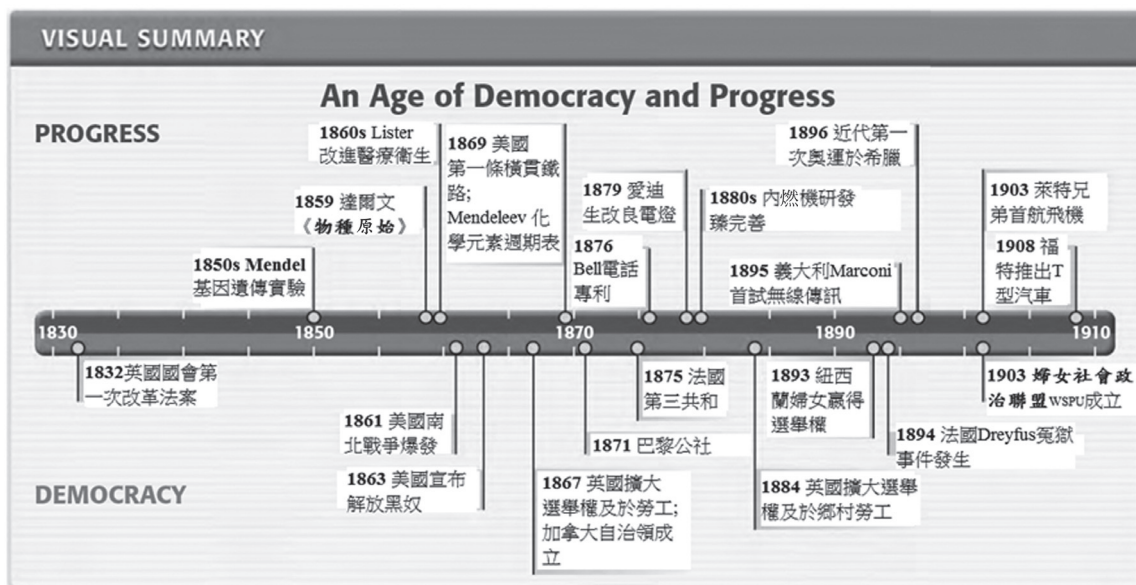 VISUAL SUMMARY
An Age of Democracy and Progress
PROGRESS
1860s Lister
改進醫療衛生
1859 達爾文
《物種原始》
1850s Mendel
基因遺傳實驗
1869 美國
第一條橫貫鐵
路;
Mendeleev 化
學元素週期表
1879 愛迪
生改良電燈
1876
Bell電話
專利
1880s 內燃機研發
臻完善
1896 近代第一
次奧運於希臘
1895 義大利Marconi
首試無線傳訊
1903 萊特兄
弟首航飛機
1908 福
特推出T
型汽車
1830 1850 1870 1890 1910
1832英國國會第
一次改革法案
1861 美國南
北戰爭爆發
1863 美國宣布
解放黑奴
1867 英國擴大
選舉權及於勞工;
加拿大自治領成
立
1871 巴黎公社
1875 法國
第三共和
1884 英國擴大選舉
權及於鄉村勞工
1893 紐西
蘭婦女贏得
選舉權
1894 法國Dreyfus冤獄
事件發生
1903 婦女社會政
治聯盟WSPU成立
DEMOCRACY